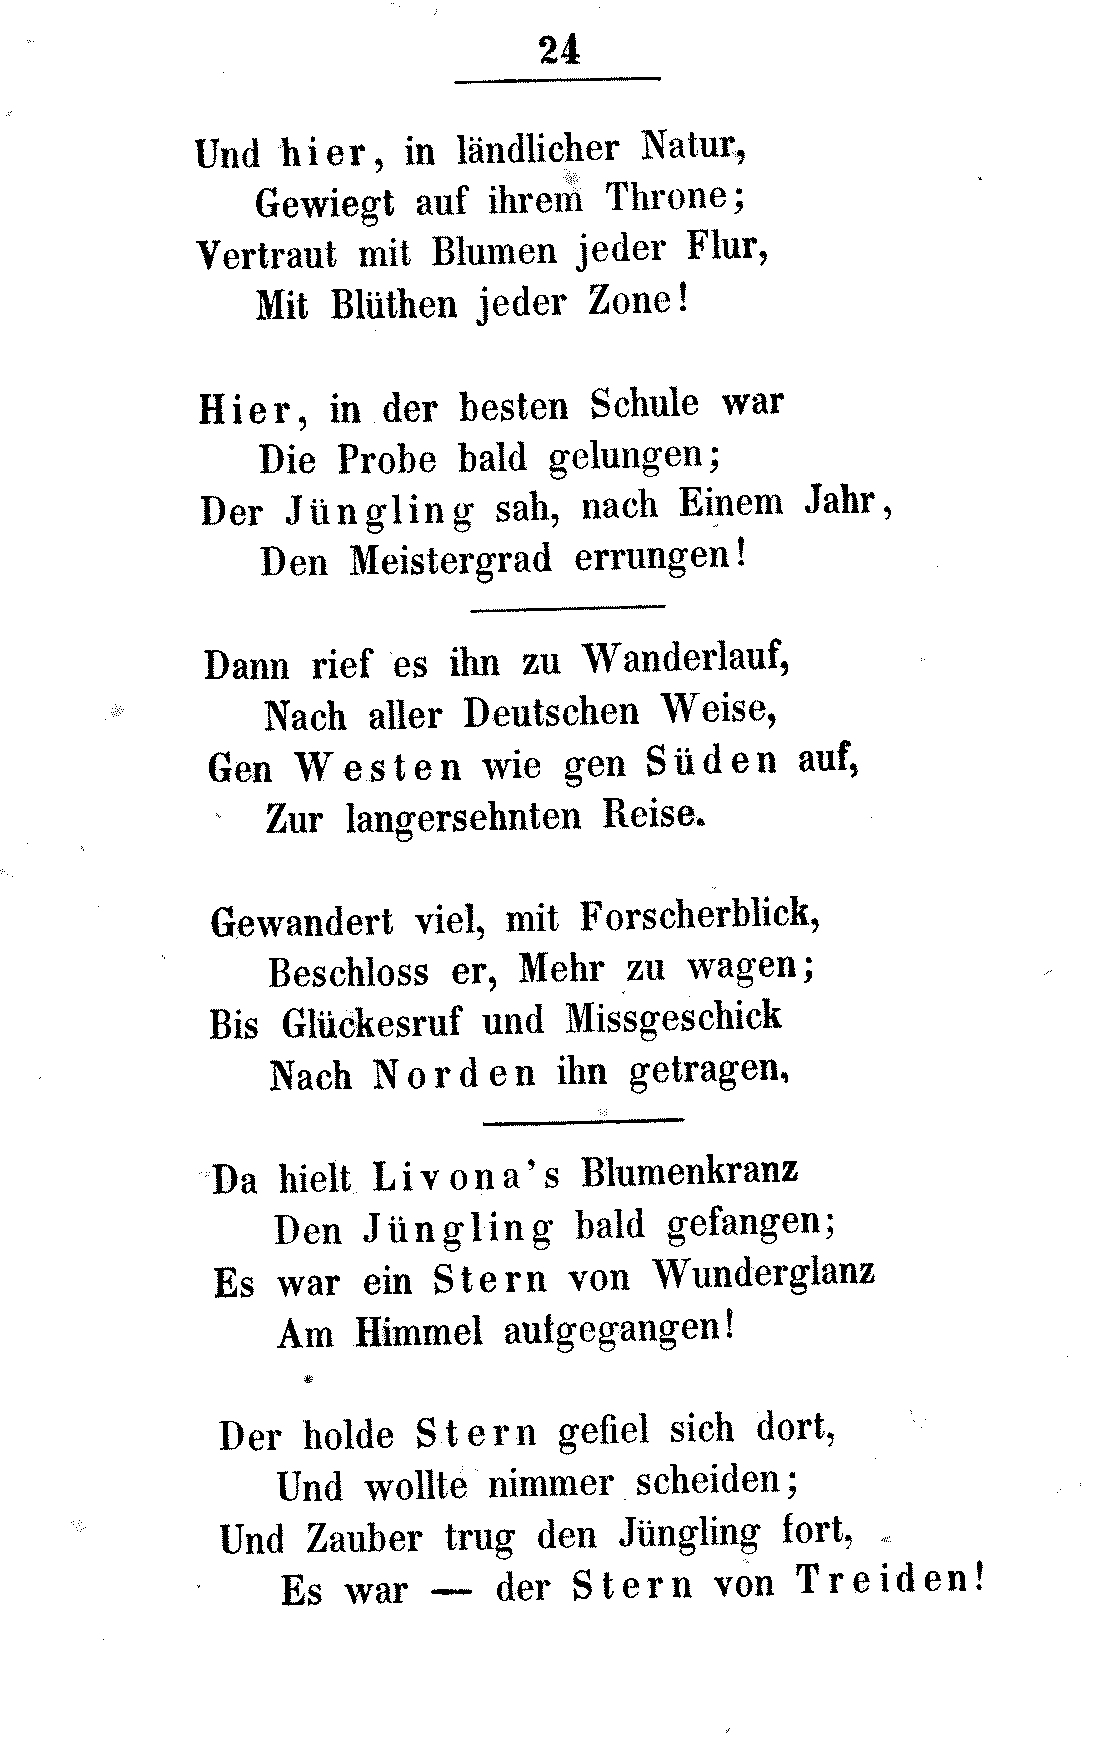 24
Und hier, in ländlicher Natur,
Gewiegt auf ihrem Throne;
Vertraut mit Blumen jeder Flur,
Mit Blüthen jeder Zone!
Hier, in der besten Schule war
Die Probe bald gelungen;
Der Jüngling sah, nach Einem Jahr,
Den Meistergrad errungen!
Dann rief es ihn zu Wanderlauf,
Nach aller Deutschen Weise,
Gen Westen wie gen Süden auf,
Zur langersehnten Reise.
Gewandert viel, mit Forscherblick,
Beschloss er, Mehr zu wagen;
Bis Glückesruf und Missgeschick
Nach Norden ihn getragen,
Da hielt Livona's Blumenkranz
Den Jüngling bald gefangen;
Es war ein Stern von Wunderglanz
Am Himmel aufgegangen!
Der holde Stern gefiel sich dort,
Und wollte nimmer scheiden;
Und Zauber trug den Jüngling fort,
Es war — der Stern von Treiden!